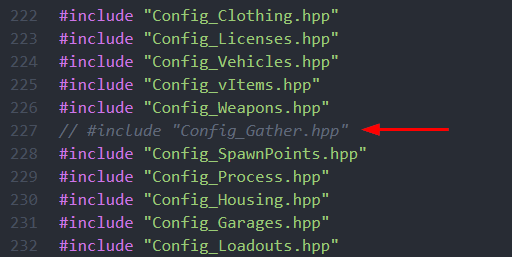 222 #include "Config_Clothing.hpp"
223 #include "Config_Licenses.hpp"
224 #include "Config_Vehicles.hpp"
225 #include "Config_vItems.hpp"
226 #include "Config_Weapons.hpp"
227 // #include "Config_Gather.hpp"
228 #include "Config_SpawnPoints.hpp"
229 #include "Config_Process.hpp"
230 #include "Config_Housing.hpp"
231 #include "Config_Garages.hpp"
232 #include "Config_Loadouts.hpp"